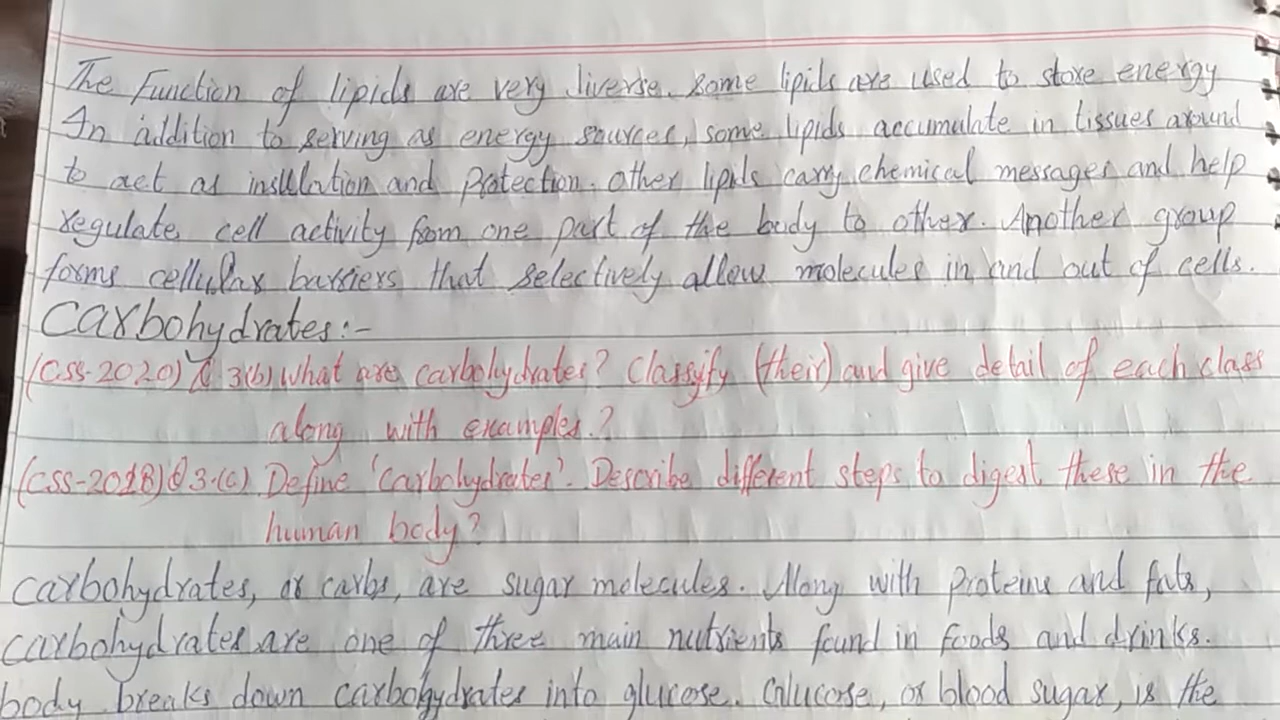 The Function of lipids are very diverse. Some lipids are used to store energy
In addition to serving as energy sources, some lipids accumulate in tissues around
to act as insulation and Protection. Other lipids carry chemical messages and help
regulate cell activity from one part of the body to other. Another group
forms cellular barriers that selectively allow molecules in and out of cells.
Carbohydrates:-
(CSS-2020) Q 3(b) What are carbohydrates? Classify (their) and give detail of each class
along with examples.?
(CSS-2018) Q 3.(c) Define 'carbohydrates'. Describe different steps to digest these in the
human body?
Carbohydrates, or carbs, are sugar molecules. Along with proteins and fats,
carbohydrates are one of three main nutrients found in foods and drinks.
body breaks down carbohydrates into glucose. Glucose, or blood sugar, is the